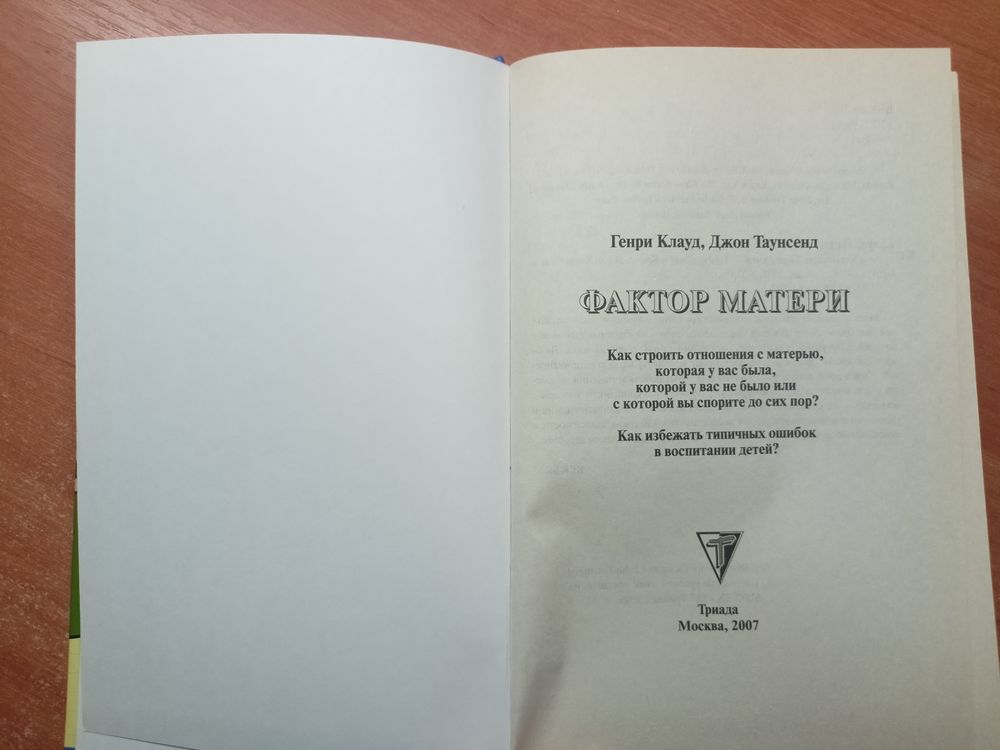 Генри Клауд, Джон Таунсенд
ФАКТОР МАТЕРИ
Как строить отношения с матерью,
которая у вас была,
которой у вас не было или
с которой вы спорите до сих пор?
Как избежать типичных ошибок
в воспитании детей?
Т
Триада
Москва, 2007